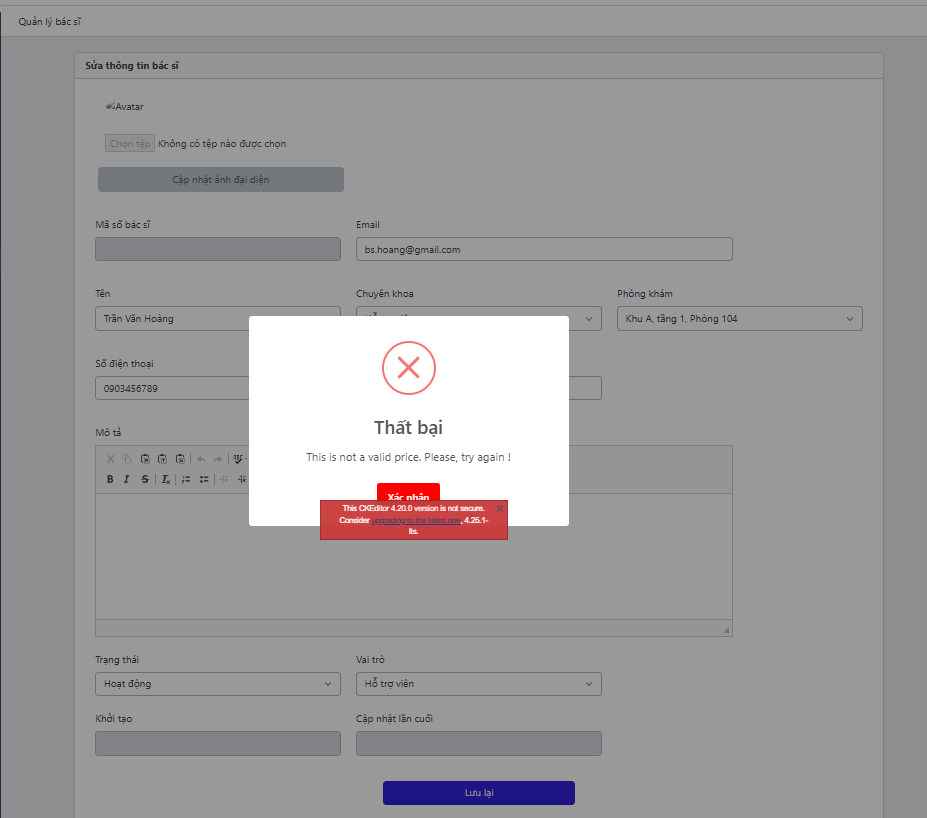 Quản lý bác sĩ
Sửa thông tin bác sĩ
Avatar
Chọn tệp Không có tệp nào được chọn
Cập nhật ảnh đại diện
Mã số bác sĩ Email
bs.hoang@gmail.com
Tên Chuyên khoa Phòng khám
Trần Văn Hoàng Khu A, tầng 1, Phòng 104
Số điện thoại
0903456789
Thất bại
Mô tả
This is not a valid price. Please, try again !
B I S Ix
Xác nhận
This CKEditor 4.20.0 version is not secure.
Consider upgrading to the latest one, 4.25.1-
lts.
Trạng thái Vai trò
Hoạt động Hỗ trợ viên
Khởi tạo Cập nhật lần cuối
Lưu lại